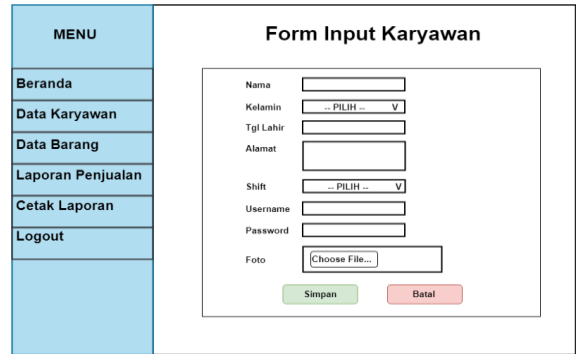 MENU
Beranda
Data Karyawan
Data Barang
Laporan Penjualan
Cetak Laporan
Logout
Form Input Karyawan
Nama
Kelamin -- PILIH -- V
Tgl Lahir
Alamat
Shift -- PILIH -- V
Username
Password
Foto Choose File...
Simpan Batal